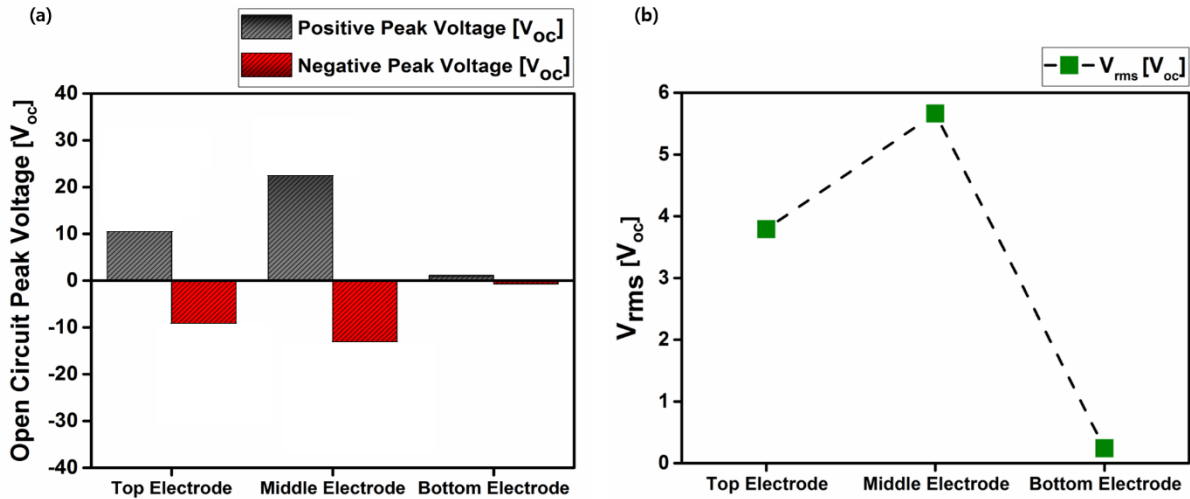 (a)
Positive Peak Voltage [Voc]
Negative Peak Voltage [Voc]
Open Circuit Peak Voltage [Voc]
40
30
20
10
0
-10
-20
-30
-40
Top Electrode Middle Electrode Bottom Electrode
(b)
Vrms [Voc]
Vrms [Voc]
6
5
4
3
2
1
0
Top Electrode Middle Electrode Bottom Electrode